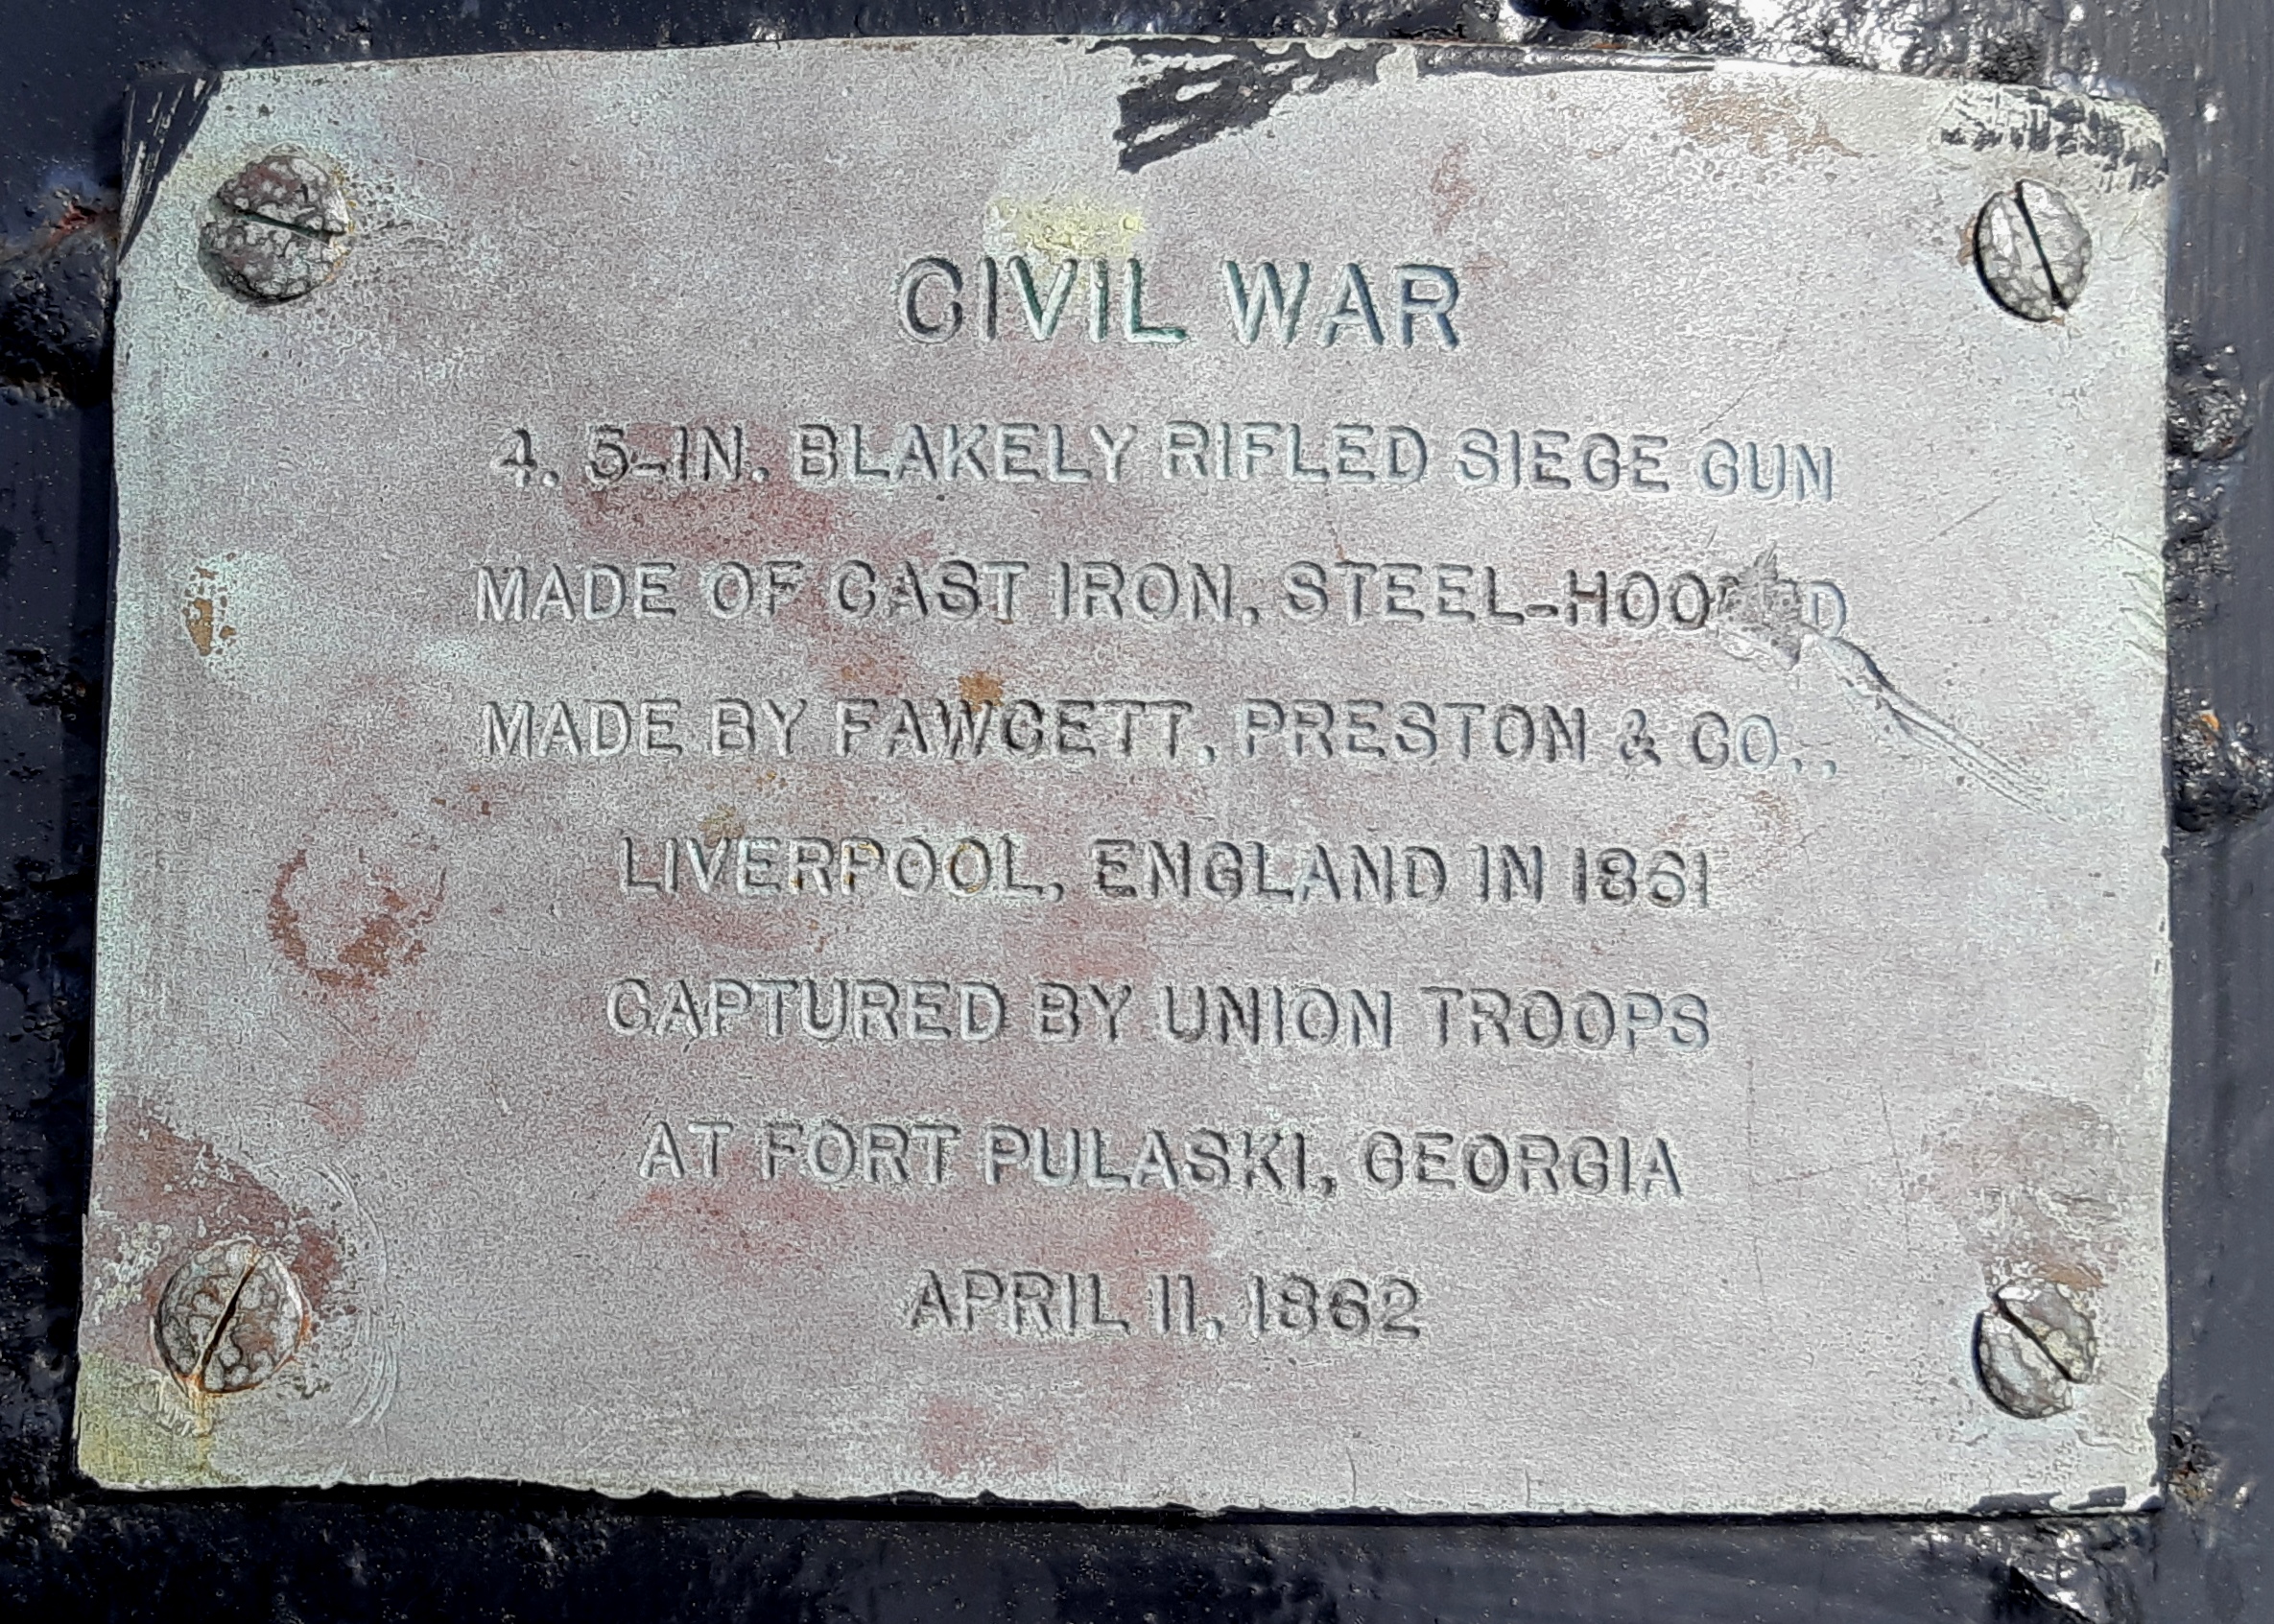 CIVIL WAR
4. 5-IN. BLAKELY RIFLED SIEGE GUN
MADE OF CAST IRON, STEEL-HOOPED
MADE BY FAWCETT, PRESTON & CO.,
LIVERPOOL, ENGLAND IN 1861
CAPTURED BY UNION TROOPS
AT FORT PULASKI, GEORGIA
APRIL 11, 1862